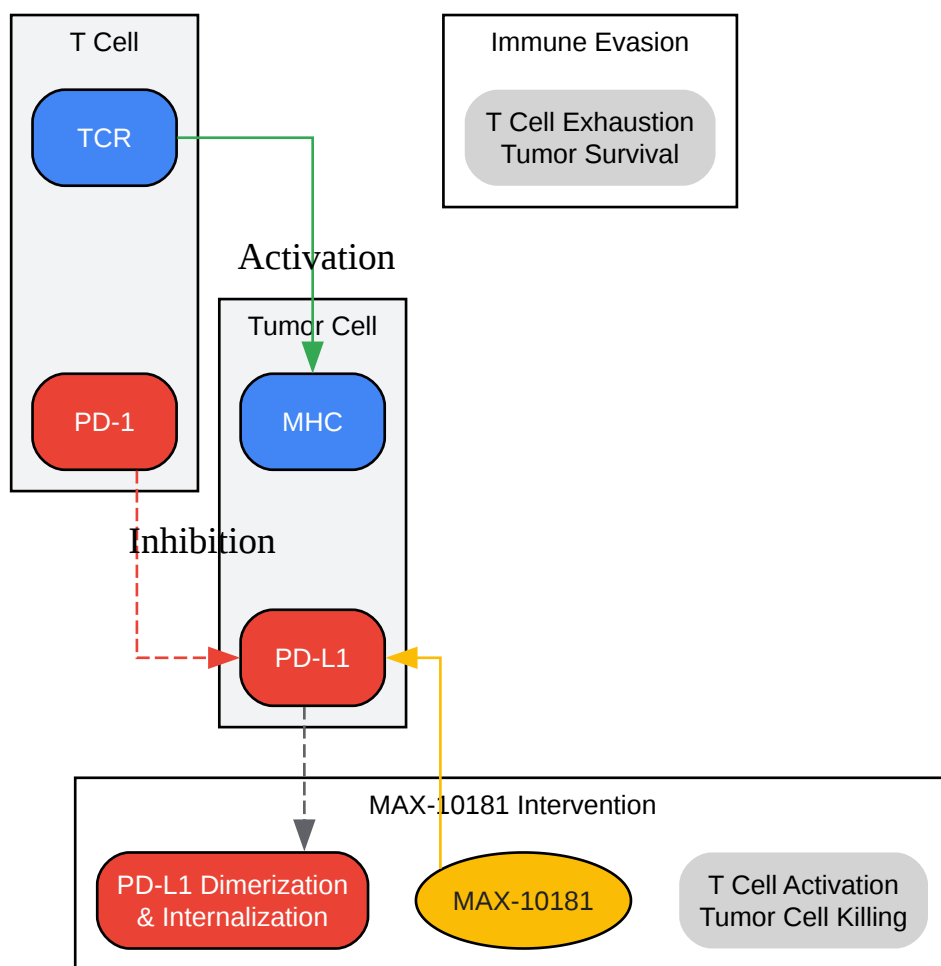 T Cell
Immune Evasion
TCR
T Cell Exhaustion
Tumor Survival
Activation
Tumor Cell
PD-1
MHC
Inhibition
PD-L1
MAX-10181 Intervention
PD-L1 Dimerization
& Internalization
MAX-10181
T Cell Activation
Tumor Cell Killing